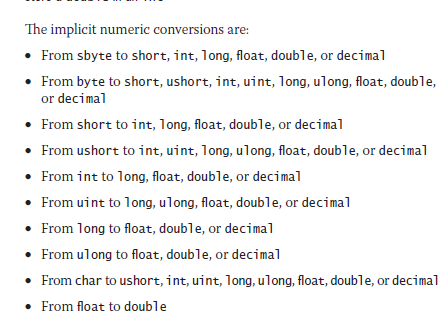 The implicit numeric conversions are:
• From sbyte to short, int, long, float, double, or decimal
• From byte to short, ushort, int, uint, long, ulong, float, double,
or decimal
• From short to int, long, float, double, or decimal
• From ushort to int, uint, long, ulong, float, double, or decimal
• From int to long, float, double, or decimal
• From uint to long, ulong, float, double, or decimal
• From long to float, double, or decimal
• From ulong to float, double, or decimal
• From char to ushort, int, uint, long, ulong, float, double, or decimal
• From float to double